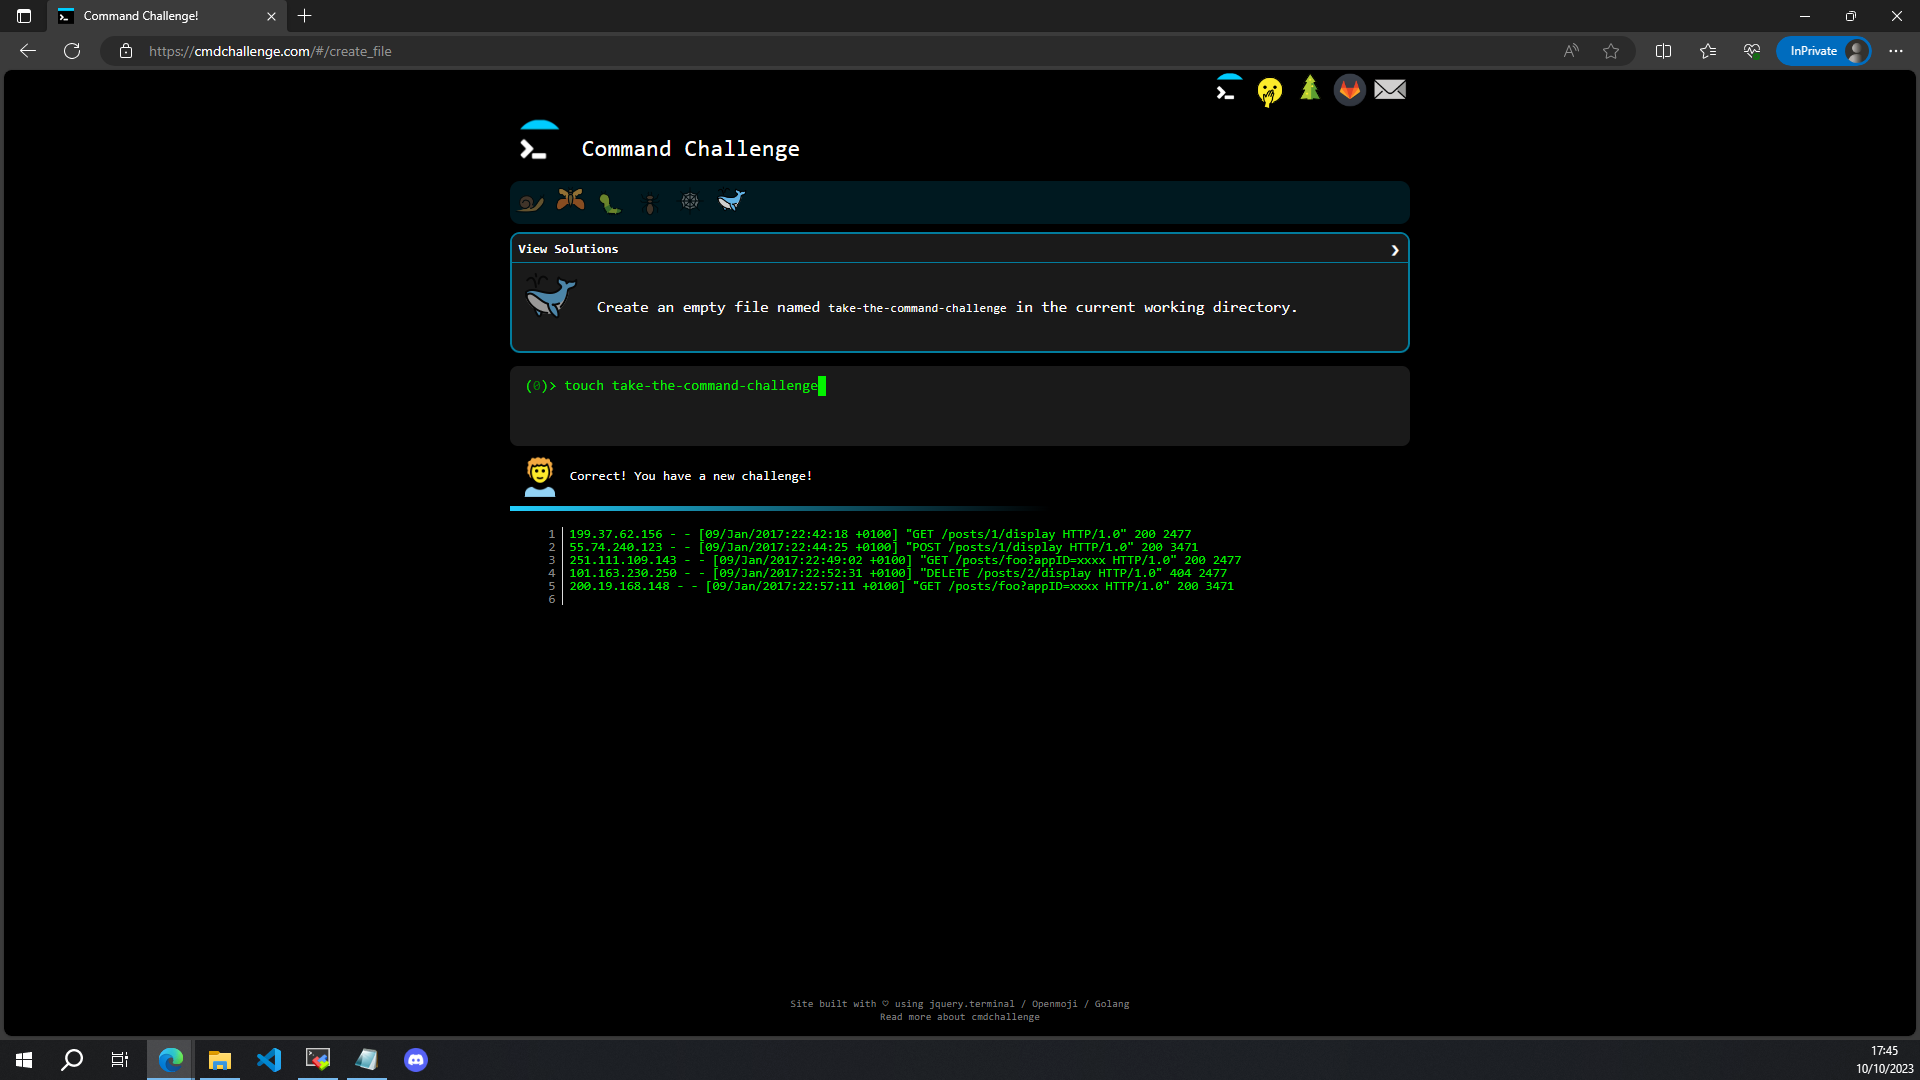 Command Challenge!
https://cmdchallenge.com/#/create_file
InPrivate
Command Challenge
View Solutions
Create an empty file named take-the-command-challenge in the current working directory.
(0)> touch take-the-command-challenge
Correct! You have a new challenge!
1 199.37.62.156 - - [09/Jan/2017:22:42:18 +0100] "GET /posts/1/display HTTP/1.0" 200 2477
2 55.74.240.123 - - [09/Jan/2017:22:44:25 +0100] "POST /posts/1/display HTTP/1.0" 200 3471
3 251.111.109.143 - - [09/Jan/2017:22:49:02 +0100] "GET /posts/foo?appID=xxxx HTTP/1.0" 200 2477
4 101.163.230.250 - - [09/Jan/2017:22:52:31 +0100] "DELETE /posts/2/display HTTP/1.0" 404 2477
5 200.19.168.148 - - [09/Jan/2017:22:57:11 +0100] "GET /posts/foo?appID=xxxx HTTP/1.0" 200 3471
6
Site built with ♡ using jquery.terminal / Openmoji / Golang
Read more about cmdchallenge
17:45
10/10/2023